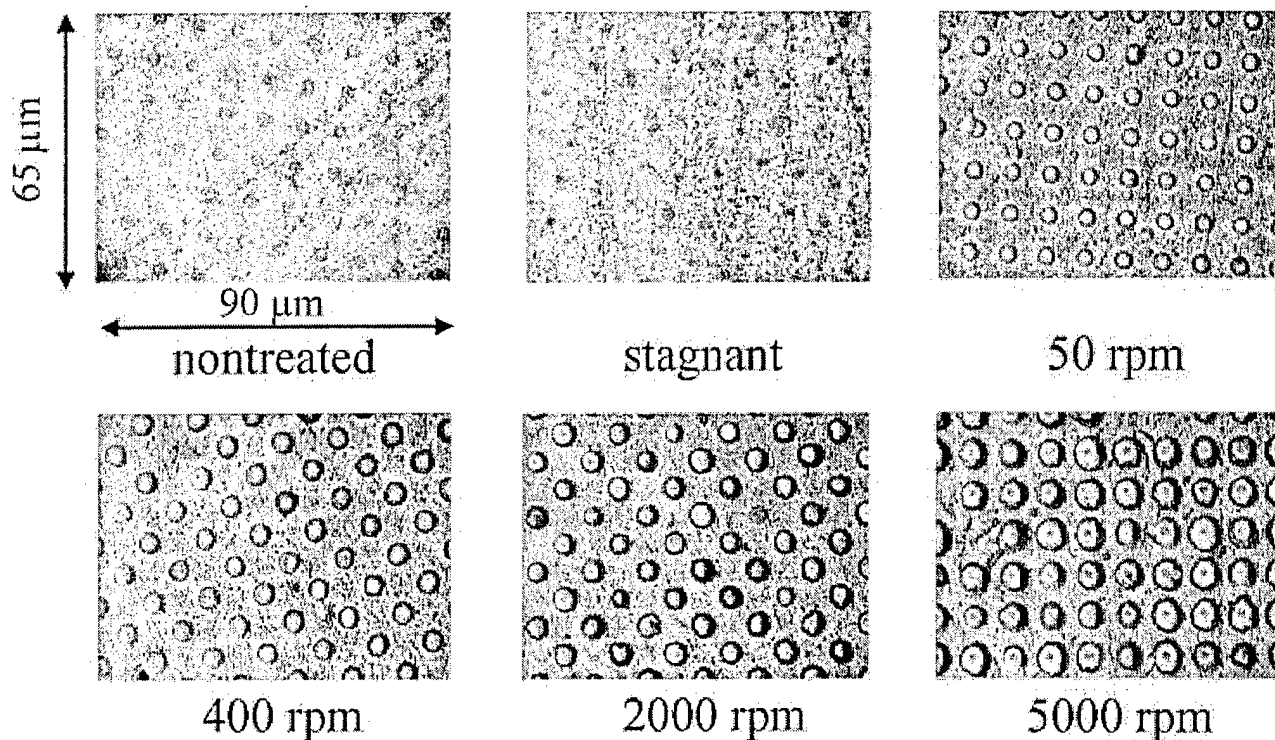 65 μm
90 μm
nontreated
stagnant
50 rpm
400 rpm
2000 rpm
5000 rpm